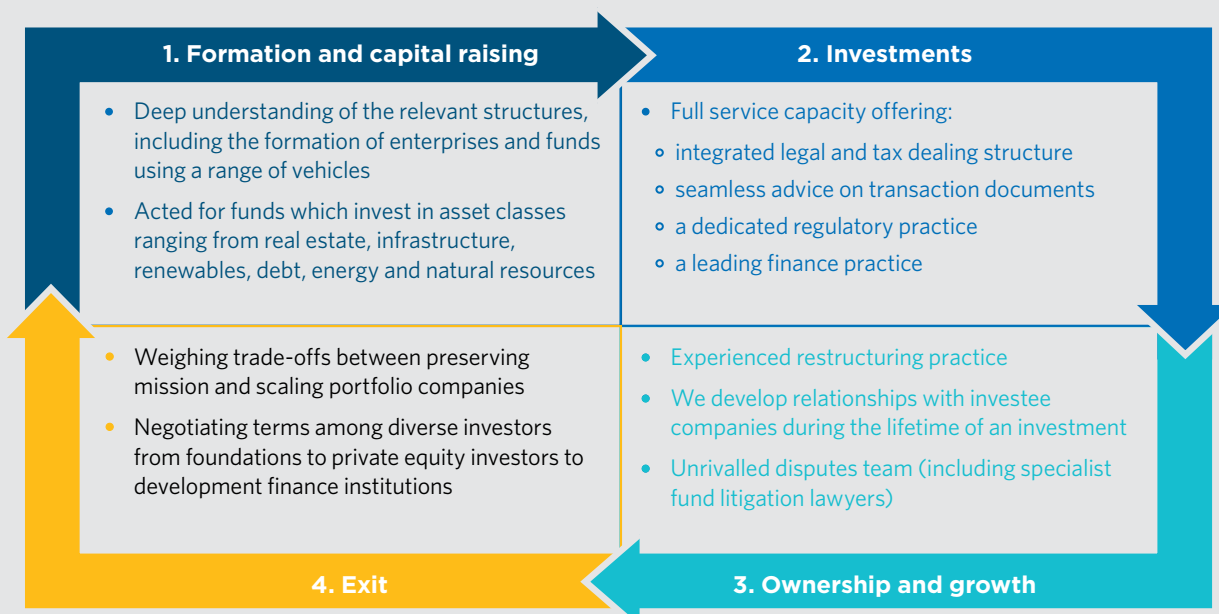 1. Formation and capital raising
• Deep understanding of the relevant structures,
including the formation of enterprises and funds
using a range of vehicles
• Acted for funds which invest in asset classes
ranging from real estate, infrastructure,
renewables, debt, energy and natural resources
2. Investments
• Full service capacity offering:
∘ integrated legal and tax dealing structure
∘ seamless advice on transaction documents
∘ a dedicated regulatory practice
∘ a leading finance practice
• Experienced restructuring practice
• We develop relationships with investee
companies during the lifetime of an investment
• Unrivalled disputes team (including specialist
fund litigation lawyers)
3. Ownership and growth
• Weighing trade-offs between preserving
mission and scaling portfolio companies
• Negotiating terms among diverse investors
from foundations to private equity investors to
development finance institutions
4. Exit